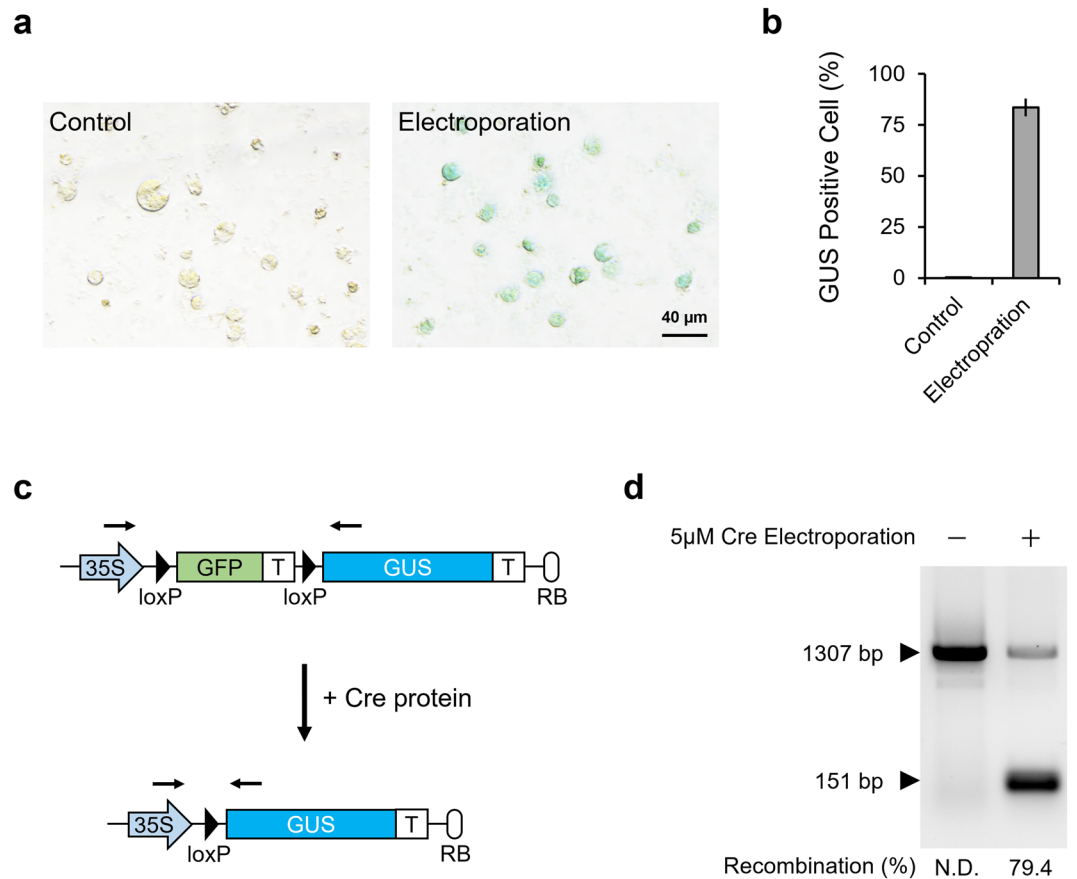 a
Control
Electroporation
40 µm
b
GUS Positive Cell (%)
100
75
50
25
0
Control
Electropration
c
35S
GFP
T
GUS
T
loxP
loxP
RB
+ Cre protein
35S
GUS
T
loxP
RB
d
5µM Cre Electroporation − +
1307 bp
151 bp
Recombination (%) N.D. 79.4